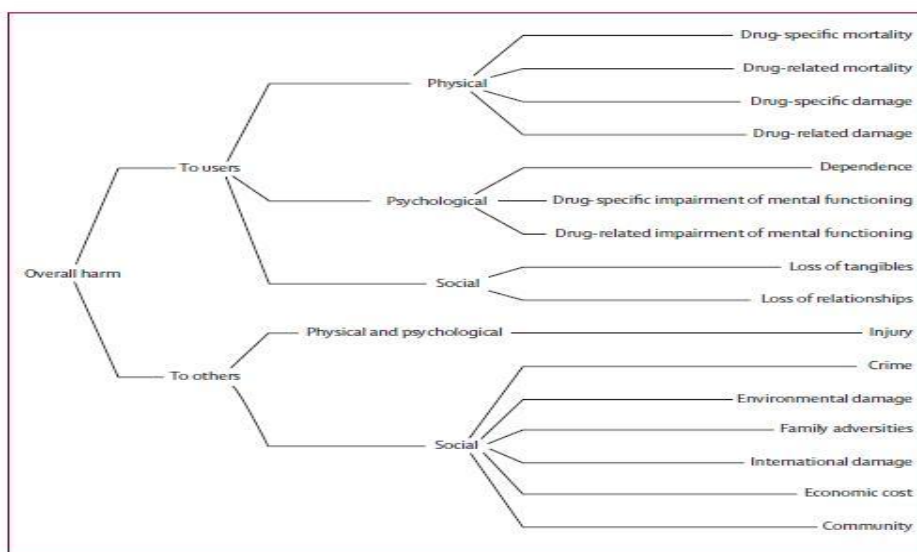 Drug-specific mortality
Drug-related mortality
Physical
Drug-specific damage
Drug-related damage
To users
Dependence
Psychological
Drug-specific impairment of mental functioning
Drug-related impairment of mental functioning
Overall harm
Loss of tangibles
Social
Loss of relationships
Physical and psychological
Injury
Crime
To others
Environmental damage
Family adversities
Social
International damage
Economic cost
Community